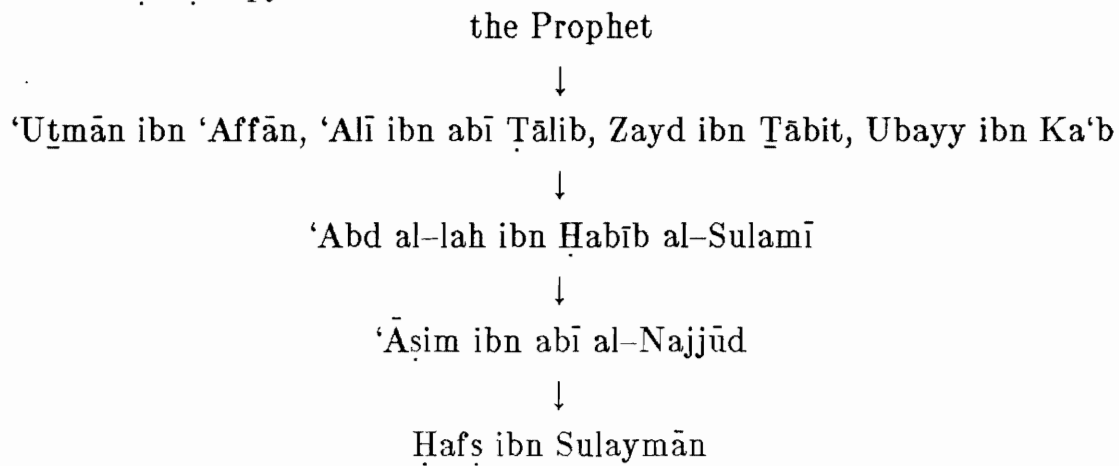 the Prophet
↓
‘Uṯmān ibn ‘Affān, ‘Alī ibn abī Ṭālib, Zayd ibn Ṯābit, Ubayy ibn Ka‘b
↓
‘Abd al–lah ibn Ḥabīb al–Sulamī
↓
‘Āṣim ibn abī al–Najjūd
↓
Ḥafṣ ibn Sulaymān